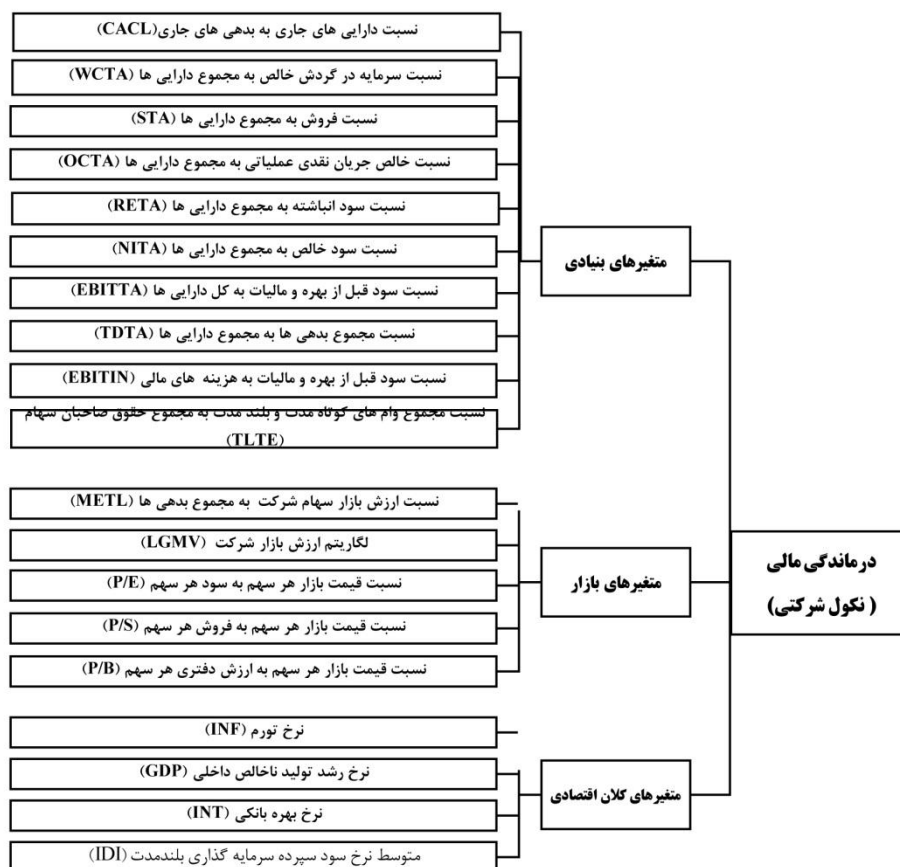 درماندگی مالی
( نکول شرکتی)
متغیرهای بنیادی
نسبت دارایی های جاری به بدهی های جاری(CACL)
نسبت سرمایه در گردش خالص به مجموع دارایی ها (WCTA)
نسبت فروش به مجموع دارایی ها (STA)
نسبت خالص جریان نقدی عملیاتی به مجموع دارایی ها (OCTA)
نسبت سود انباشته به مجموع دارایی ها (RETA)
نسبت سود خالص به مجموع دارایی ها (NITA)
نسبت سود قبل از بهره و مالیات به کل دارایی ها (EBITTA)
نسبت مجموع بدهی ها به مجموع دارایی ها (TDTA)
نسبت سود قبل از بهره و مالیات به هزینه های مالی (EBITIN)
نسبت مجموع وام های کوتاه مدت و بلند مدت به مجموع حقوق صاحبان سهام
(TLTE)
متغیرهای بازار
نسبت ارزش بازار سهام شرکت به مجموع بدهی ها (METL)
لگاریتم ارزش بازار شرکت (LGMV)
نسبت قیمت بازار هر سهم به سود هر سهم (P/E)
نسبت قیمت بازار هر سهم به فروش هر سهم (P/S)
نسبت قیمت بازار هر سهم به ارزش دفتری هر سهم (P/B)
متغیرهای کلان اقتصادی
نرخ تورم (INF)
نرخ رشد تولید ناخالص داخلی (GDP)
نرخ بهره بانکی (INT)
متوسط نرخ سود سپرده سرمایه گذاری بلندمدت (IDI)